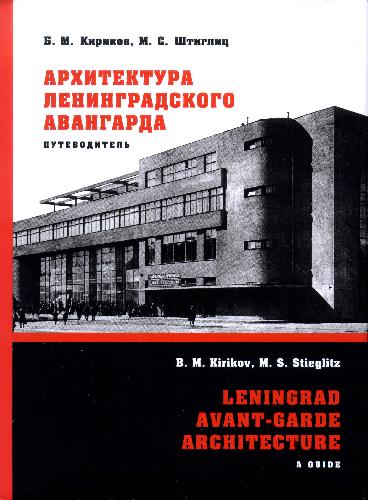 Б. М. Кириков, М. С. Штиглиц
АРХИТЕКТУРА
ЛЕНИНГРАДСКОГО
АВАНГАРДА
ПУТЕВОДИТЕЛЬ
B. M. Kirikov, M. S. Stieglitz
LENINGRAD
AVANT-GARDE
ARCHITECTURE
A GUIDE